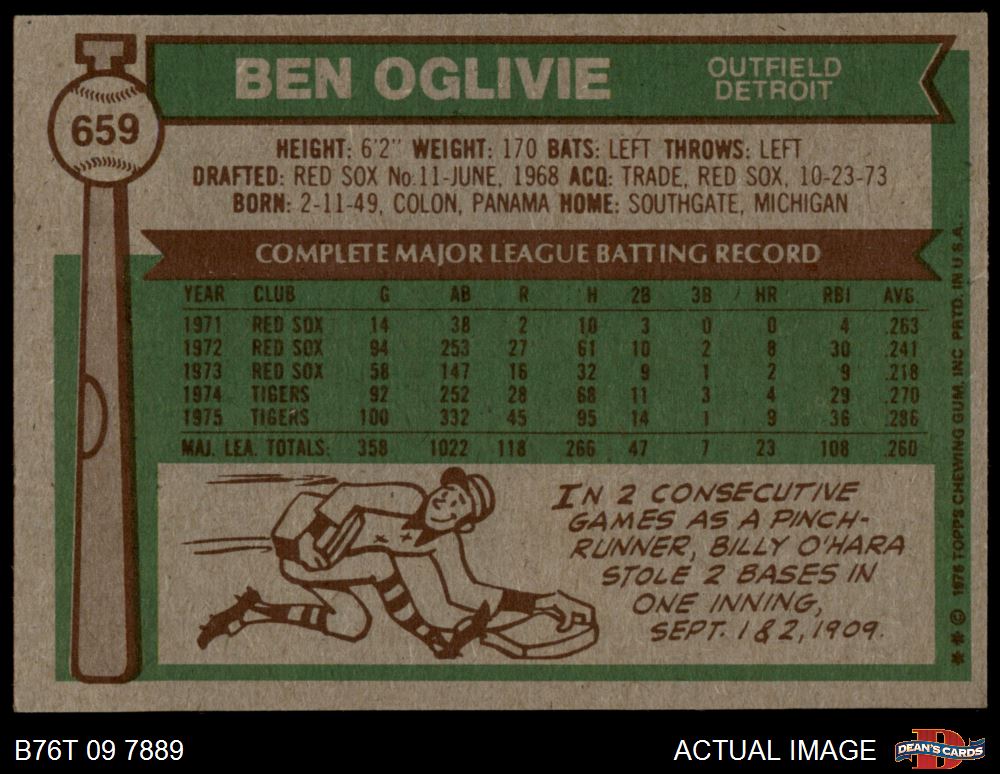 659
BEN OGLIVIE
OUTFIELD
DETROIT
HEIGHT: 6'2" WEIGHT: 170 BATS: LEFT THROWS: LEFT
DRAFTED: RED SOX No.11-JUNE, 1968 ACQ: TRADE, RED SOX, 10-23-73
BORN: 2-11-49, COLON, PANAMA HOME: SOUTHGATE, MICHIGAN
COMPLETE MAJOR LEAGUE BATTING RECORD
YEAR CLUB G AB R H 2B 3B HR RBI AVG.
1971 RED SOX 14 38 2 10 3 0 0 4 .263
1972 RED SOX 94 253 27 61 10 2 8 30 .241
1973 RED SOX 58 147 16 32 9 1 2 9 .218
1974 TIGERS 92 252 28 68 11 3 4 29 .270
1975 TIGERS 100 332 45 95 14 1 9 36 .286
MAJ. LEA. TOTALS: 358 1022 118 266 47 7 23 108 .260
IN 2 CONSECUTIVE
GAMES AS A PINCH-
RUNNER, BILLY O'HARA
STOLE 2 BASES IN
ONE INNING,
SEPT. 1 & 2, 1909.
** © 1976 TOPPS CHEWING GUM, INC. PRTD. IN U.S.A.
B76T 09 7889
ACTUAL IMAGE
D
DEAN'S CARDS